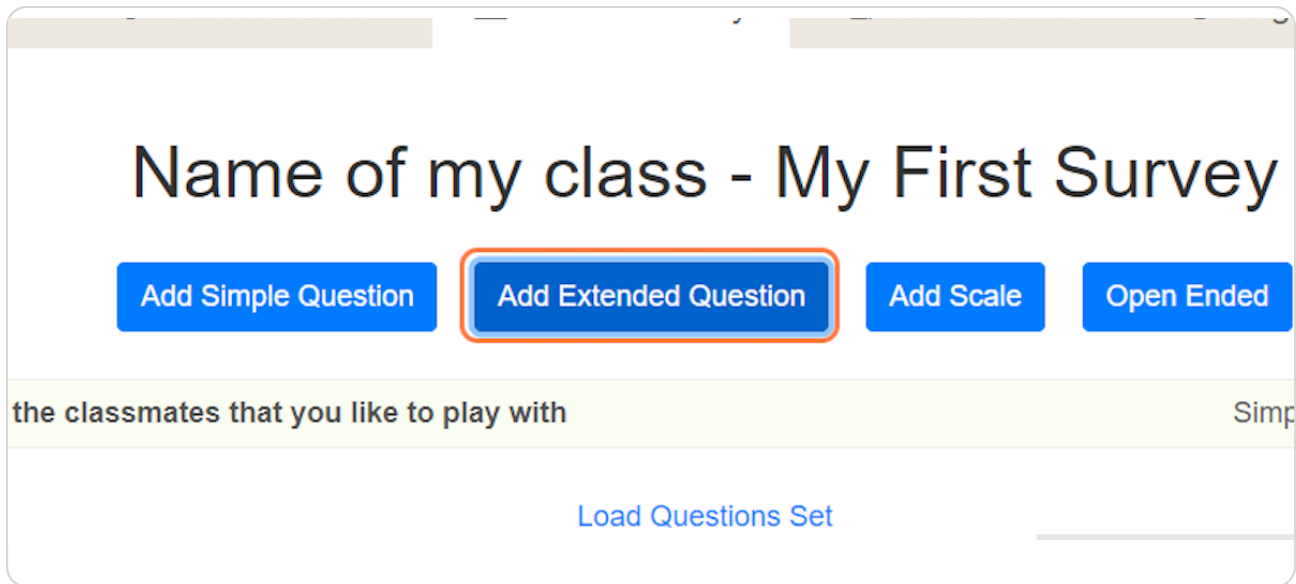 Name of my class - My First Survey
Add Simple Question Add Extended Question Add Scale Open Ended
the classmates that you like to play with
Load Questions Set